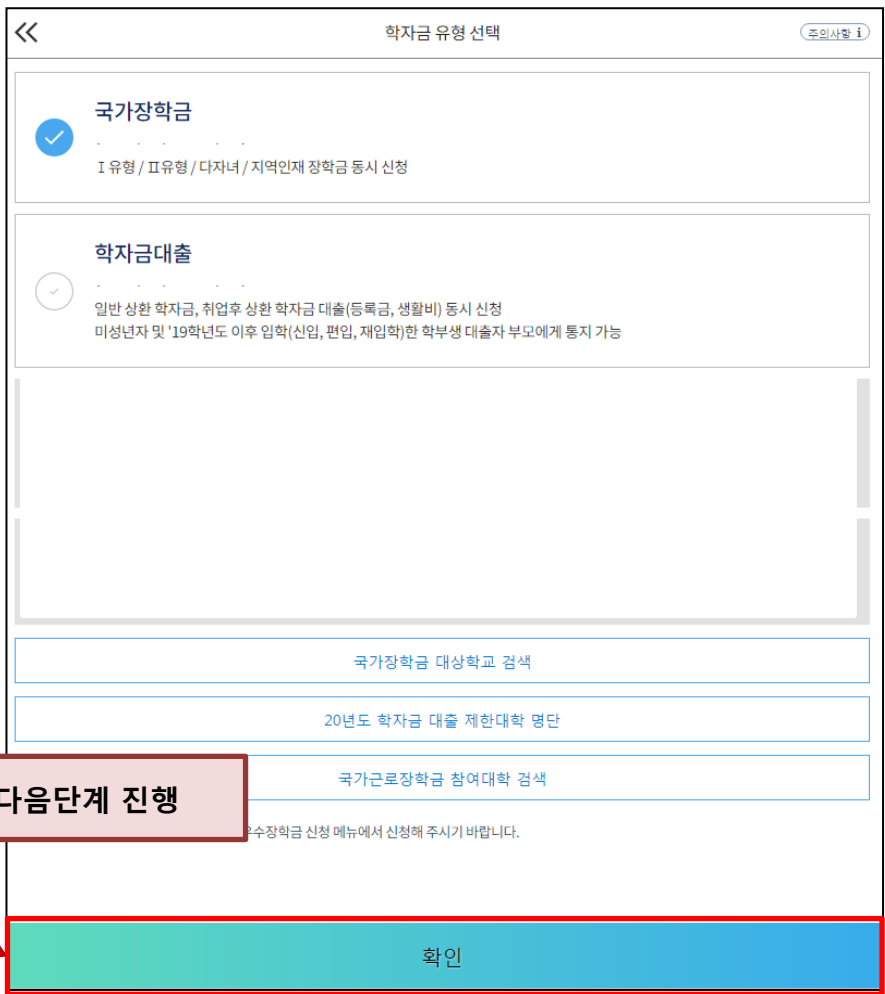 학자금 유형 선택
주의사항 i
국가장학금
Ⅰ유형 / Ⅱ유형 / 다자녀 / 지역인재 장학금 동시 신청
학자금대출
일반 상환 학자금, 취업후 상환 학자금 대출(등록금, 생활비) 동시 신청
미성년자 및 '19학년도 이후 입학(신입, 편입, 재입학)한 학부생 대출자 부모에게 통지 가능
국가장학금 대상학교 검색
20년도 학자금 대출 제한대학 명단
국가근로장학금 참여대학 검색
다음단계 진행
우수장학금 신청 메뉴에서 신청해 주시기 바랍니다.
확인